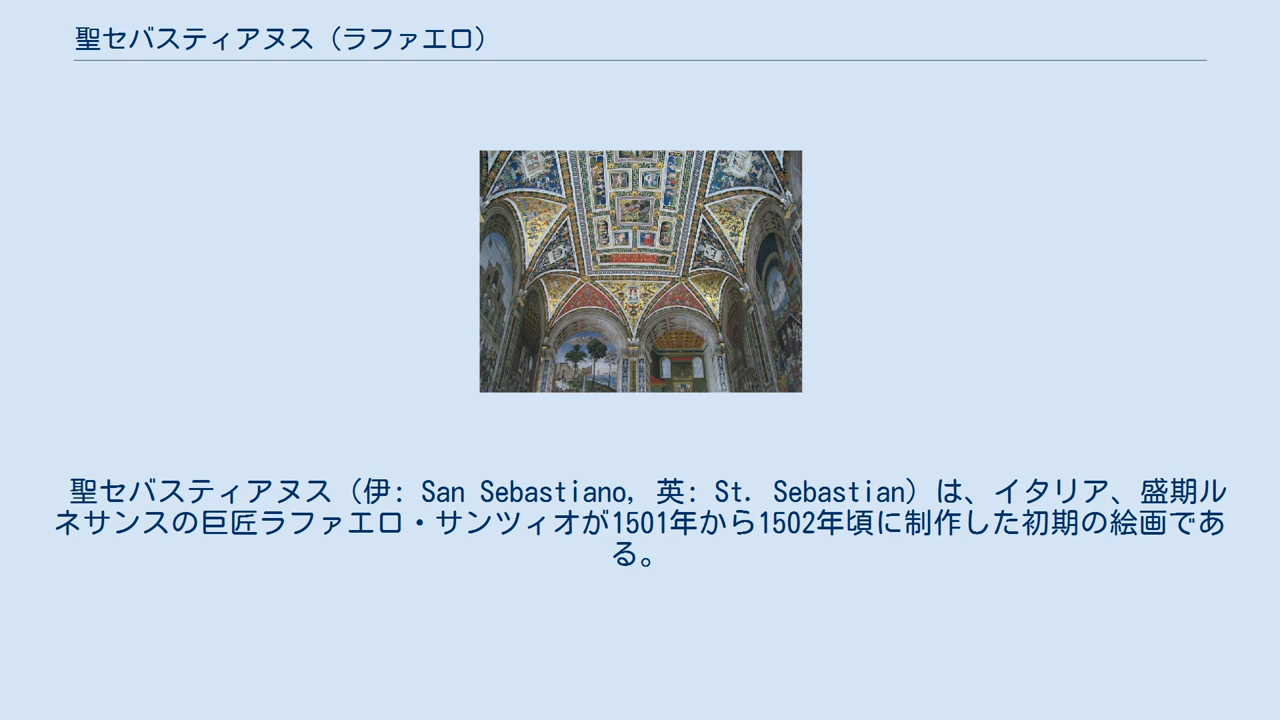 聖セバスティアヌス（ラファエロ）
聖セバスティアヌス（伊: San Sebastiano, 英: St. Sebastian）は、イタリア、盛期ル
ネサンスの巨匠ラファエロ・サンツィオが1501年から1502年頃に制作した初期の絵画であ
る。